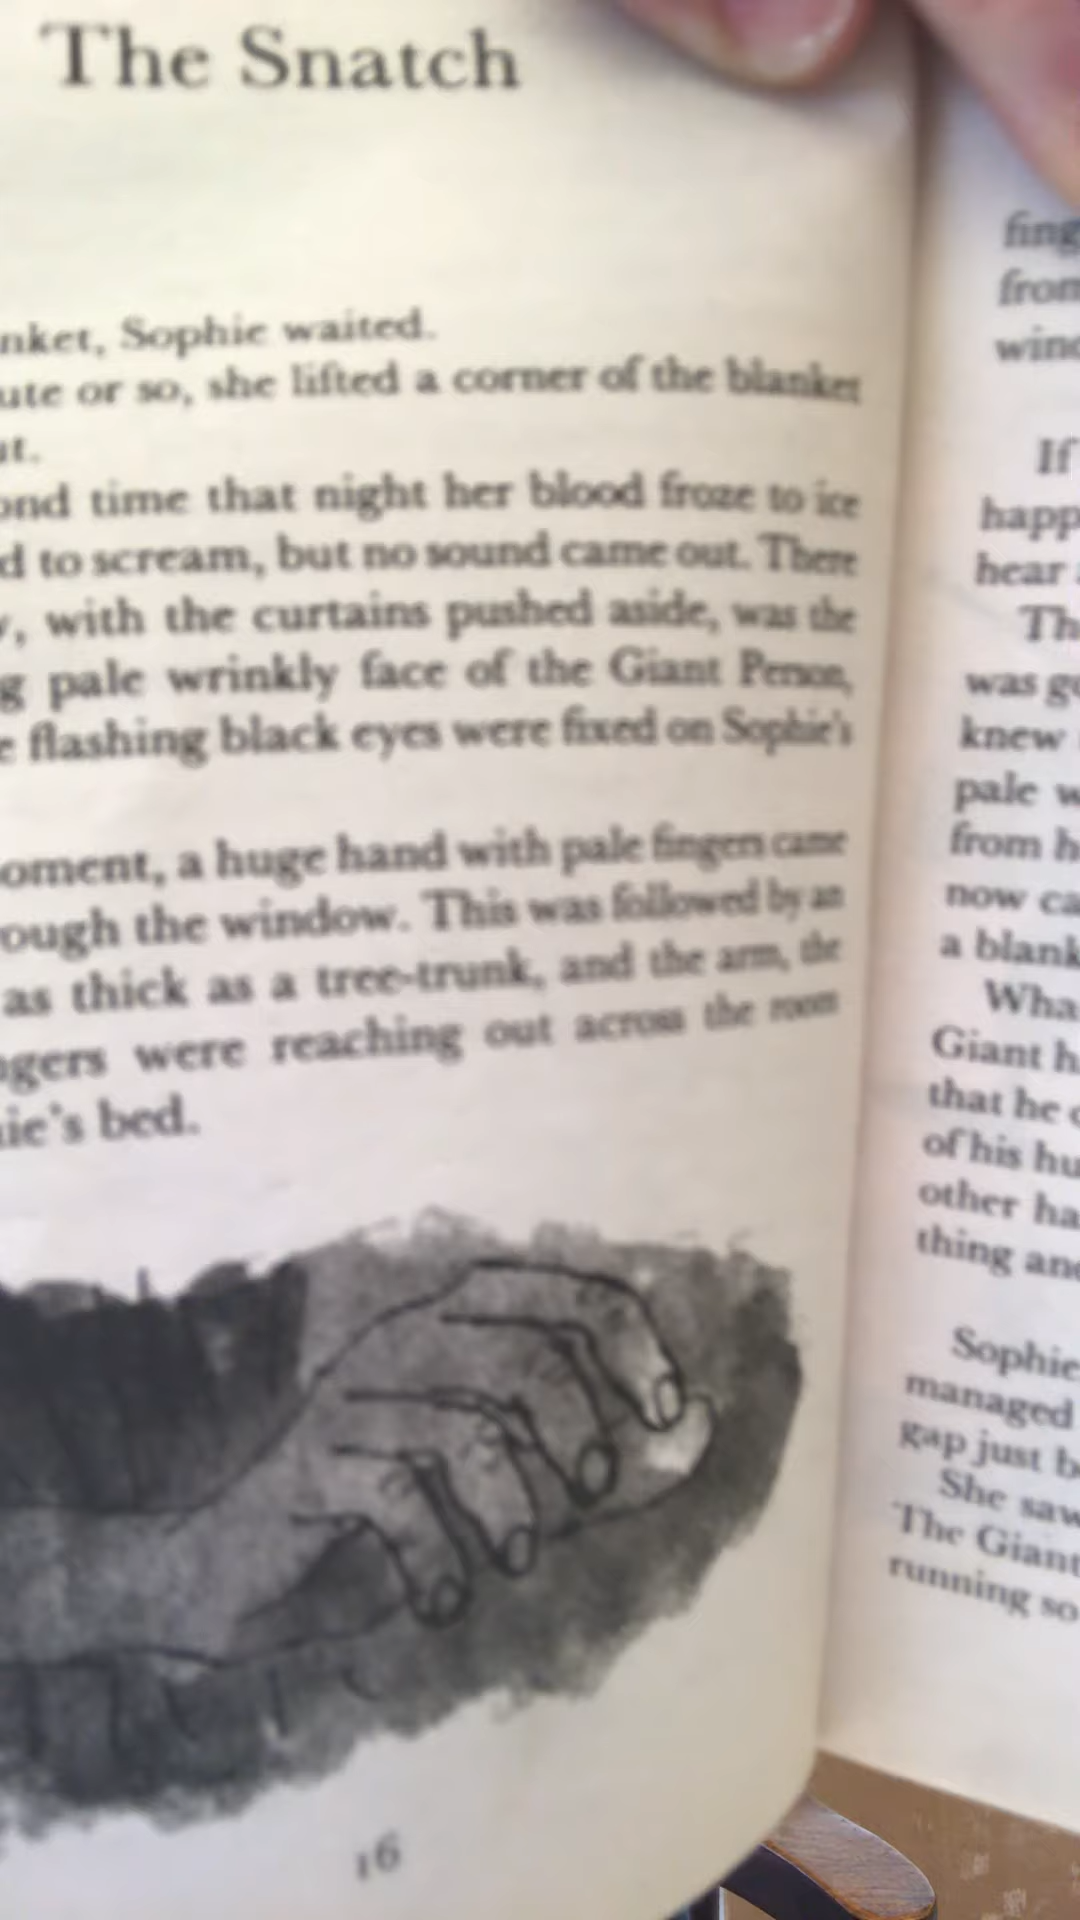 The Snatch
nket, Sophie waited.
ute or so, she lifted a corner of the blanket
ut.
ond time that night her blood froze to ice
d to scream, but no sound came out. There
, with the curtains pushed aside, was the
g pale wrinkly face of the Giant Person,
e flashing black eyes were fixed on Sophie's
oment, a huge hand with pale fingers came
rough the window. This was followed by an
as thick as a tree-trunk, and the arm, the
ngers were reaching out across the room
ie's bed.
16
fing
from
wind
If
happ
hear
Th
was go
knew
pale w
from h
now ca
a blank
Wha
Giant h
that he
of his hu
other ha
thing and
Sophie
managed
gap just b
She saw
The Giant
running so